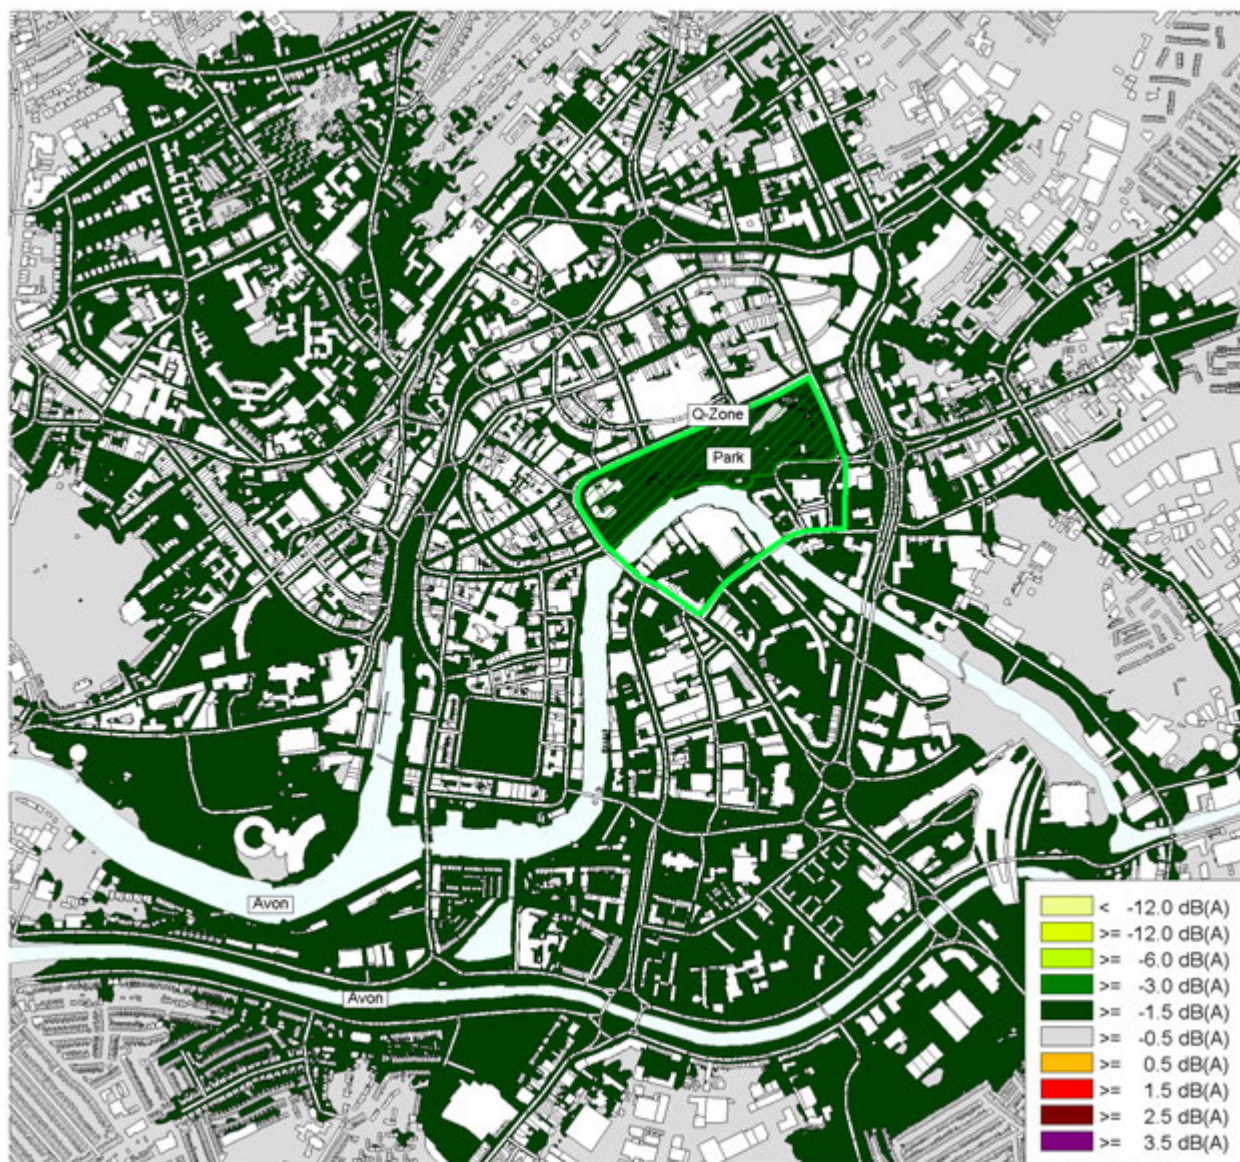 Q-Zone
Park
Avon
Avon
< -12.0 dB(A)
>= -12.0 dB(A)
>= -6.0 dB(A)
>= -3.0 dB(A)
>= -1.5 dB(A)
>= -0.5 dB(A)
>= 0.5 dB(A)
>= 1.5 dB(A)
>= 2.5 dB(A)
>= 3.5 dB(A)